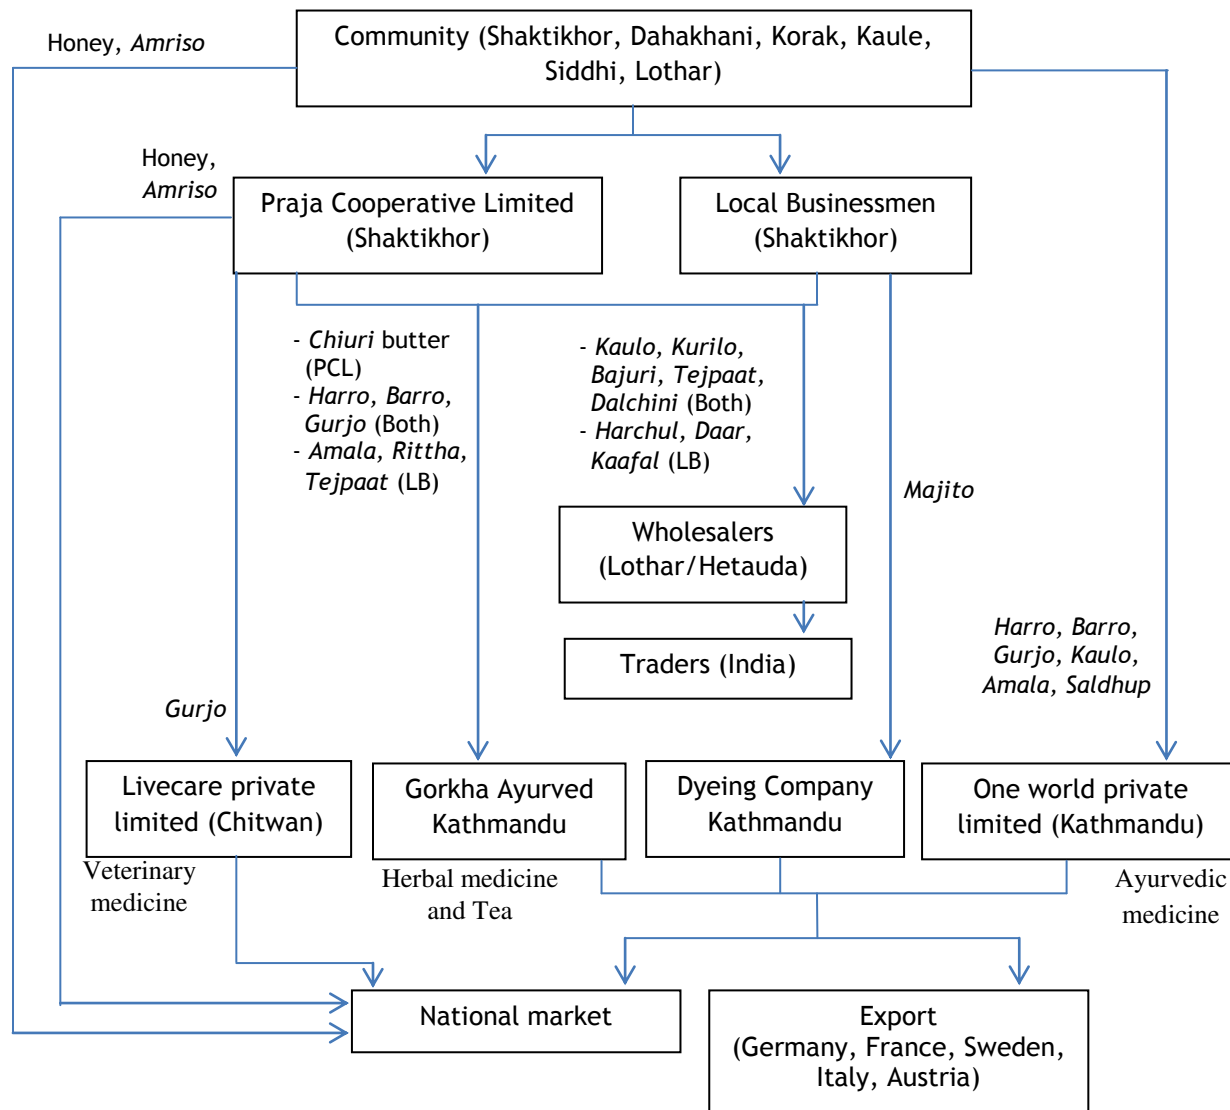 Honey, Amriso
Community (Shaktikhor, Dahakhani, Korak, Kaule,
Siddhi, Lothar)
Honey,
Amriso
Praja Cooperative Limited
(Shaktikhor)
Local Businessmen
(Shaktikhor)
- Chiuri butter
(PCL)
- Harro, Barro,
Gurjo (Both)
- Amala, Rittha,
Tejpaat (LB)
- Kaulo, Kurilo,
Bajuri, Tejpaat,
Dalchini (Both)
- Harchul, Daar,
Kaafal (LB)
Majito
Wholesalers
(Lothar/Hetauda)
Traders (India)
Harro, Barro,
Gurjo, Kaulo,
Amala, Saldhup
Gurjo
Livecare private
limited (Chitwan)
Gorkha Ayurved
Kathmandu
Dyeing Company
Kathmandu
One world private
limited (Kathmandu)
Veterinary
medicine
Herbal medicine
and Tea
Ayurvedic
medicine
National market
Export
(Germany, France, Sweden,
Italy, Austria)